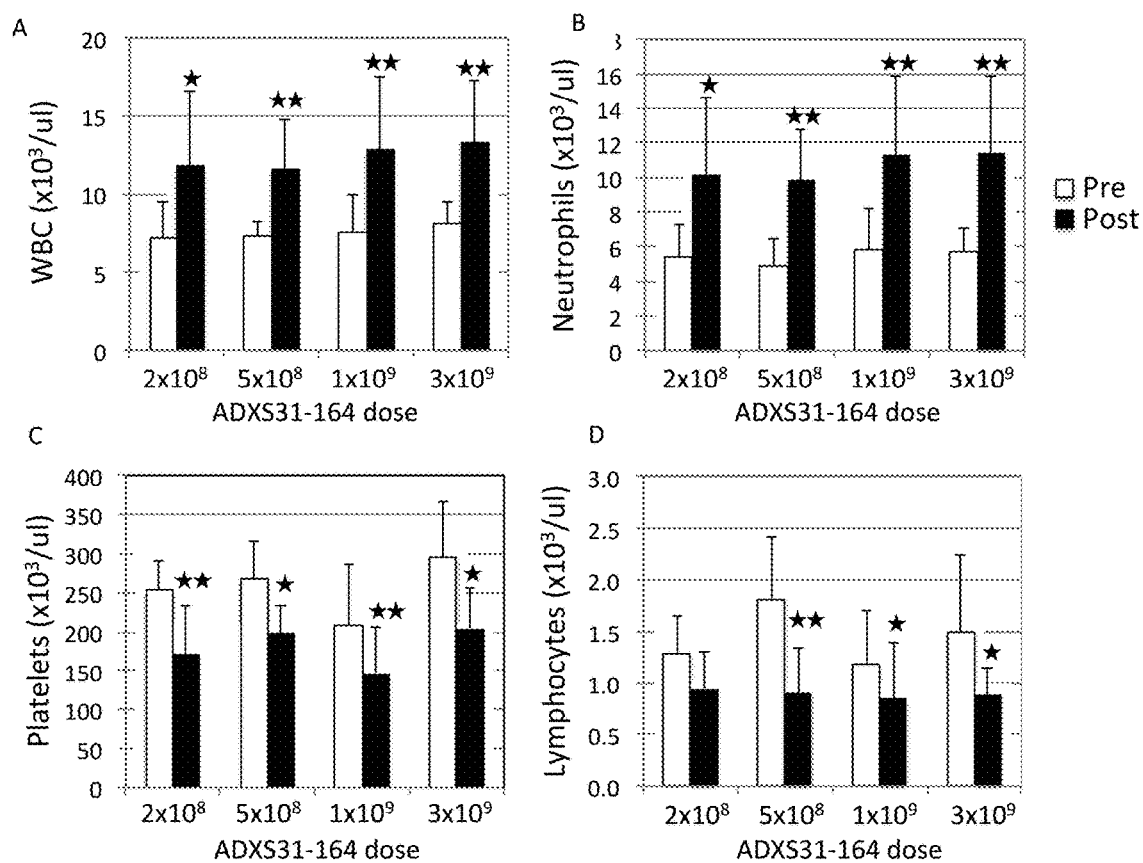 A
WBC (x10³/ul)
20
15
10
5
0
★
★★
★★
★★
2x10⁸
5x10⁸
1x10⁹
3x10⁹
ADXS31-164 dose
B
Neutrophils (x10³/ul)
16
14
12
10
8
6
4
2
0
★
★★
★★
★★
2x10⁸
5x10⁸
1x10⁹
3x10⁹
ADXS31-164 dose
Pre
Post
C
Platelets (x10³/ul)
400
350
300
250
200
150
100
50
0
★★
★
★★
★
2x10⁸
5x10⁸
1x10⁹
3x10⁹
ADXS31-164 dose
D
Lymphocytes (x10³/ul)
3.0
2.5
2.0
1.5
1.0
0.5
0.0
★★
★
★
2x10⁸
5x10⁸
1x10⁹
3x10⁹
ADXS31-164 dose